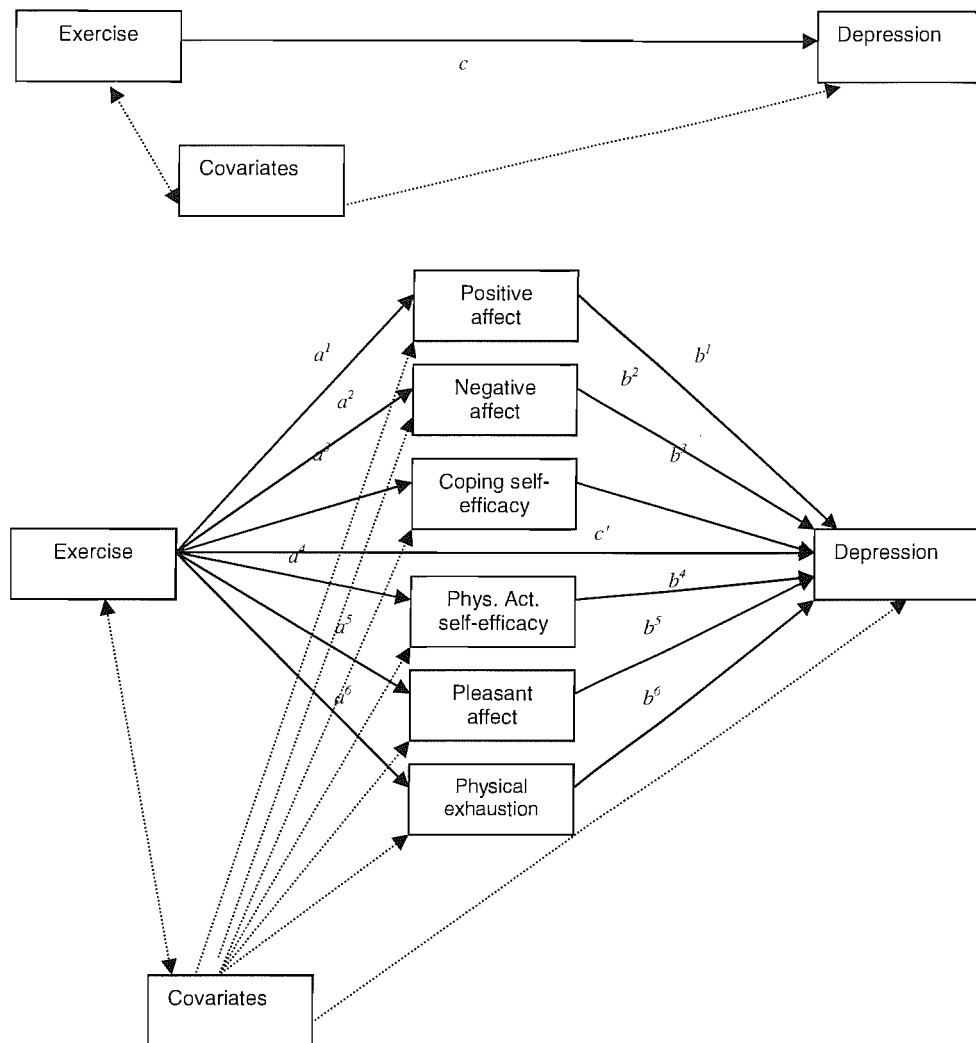 Exercise
Depression
c
Covariates
Positive
affect
a1
b1
b2
Negative
affect
a2
a3
b3
Coping self-
efficacy
Exercise
c'
Depression
a4
b4
Phys. Act.
self-efficacy
a5
b5
Pleasant
affect
a6
b6
Physical
exhaustion
Covariates